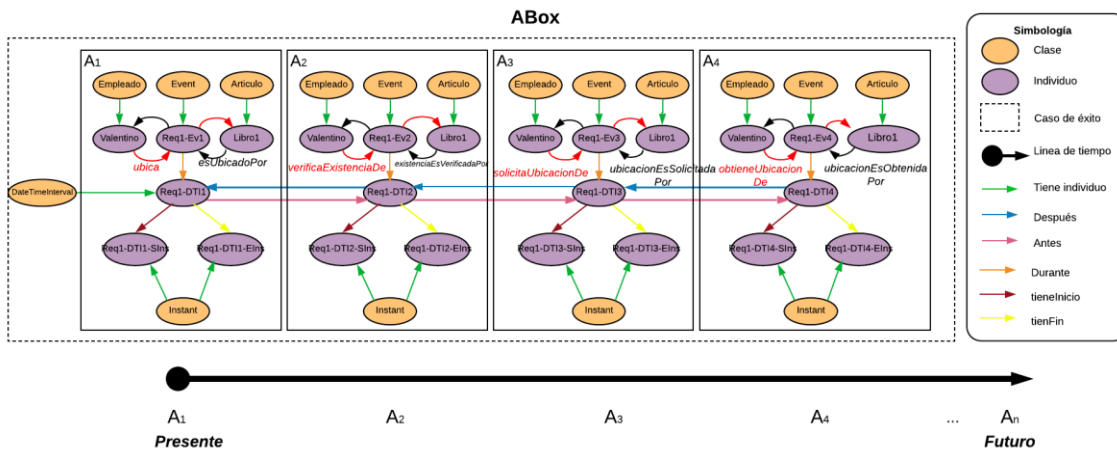 ABox
A1
Empleado
Event
Articulo
Valentino
Req1-Ev1
Libro1
ubica
esUbicadoPor
DateTimeInterval
Req1-DTI1
Req1-DTI1-SIns
Req1-DTI1-EIns
Instant
A2
Empleado
Event
Articulo
Valentino
Req1-Ev2
Libro1
verificaExistenciaDe
existenciaEsVerificadaPor
Req1-DTI2
Req1-DTI2-SIns
Req1-DTI2-EIns
Instant
A3
Empleado
Event
Articulo
Valentino
Req1-Ev3
Libro1
solicitaUbicacionDe
ubicacionEsSolicitada
Por
Req1-DTI3
Req1-DTI3-SIns
Req1-DTI3-EIns
Instant
A4
Empleado
Event
Articulo
Valentino
Req1-Ev4
Libro1
obtieneUbicacion
De
ubicacionEsObtenida
Por
Req1-DTI4
Req1-DTI4-SIns
Req1-DTI4-EIns
Instant
Simbología
Clase
Individuo
Caso de éxito
Linea de tiempo
Tiene individuo
Después
Antes
Durante
tieneInicio
tienFin
A1 A2 A3 A4 ... An
Presente Futuro